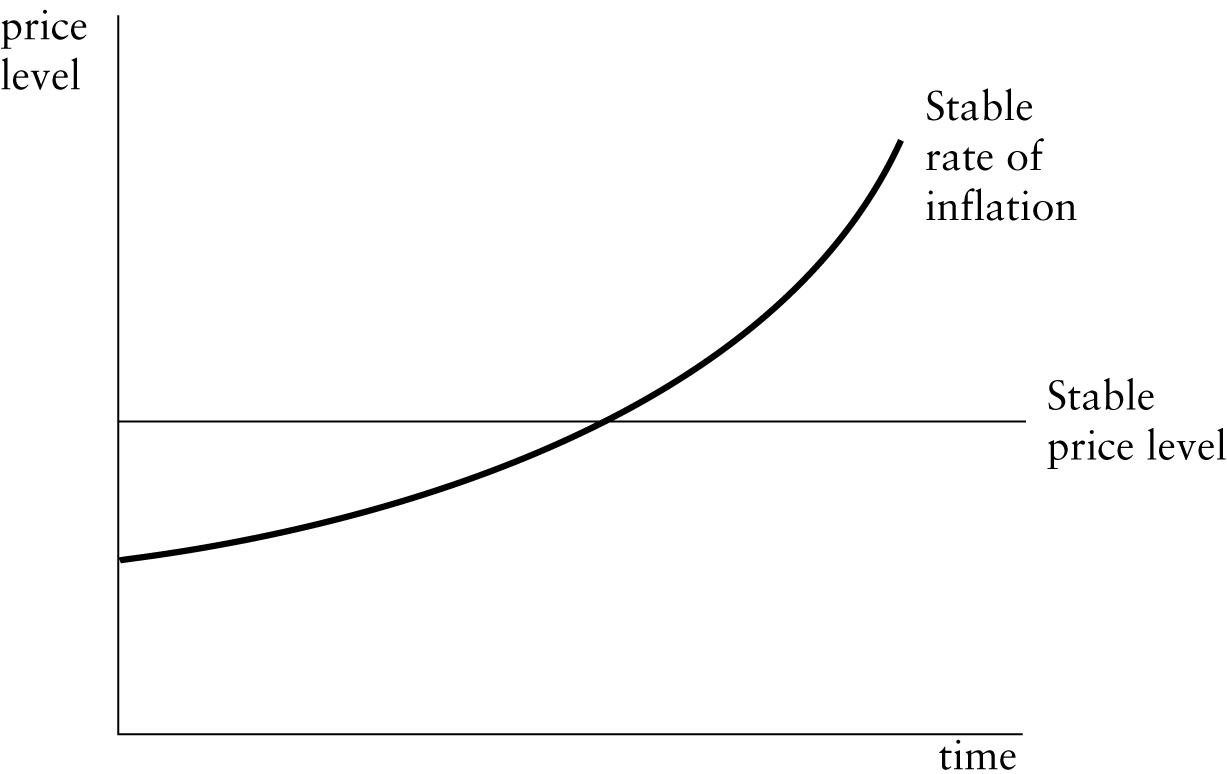 price
level
Stable
rate of
inflation
Stable
price level
time